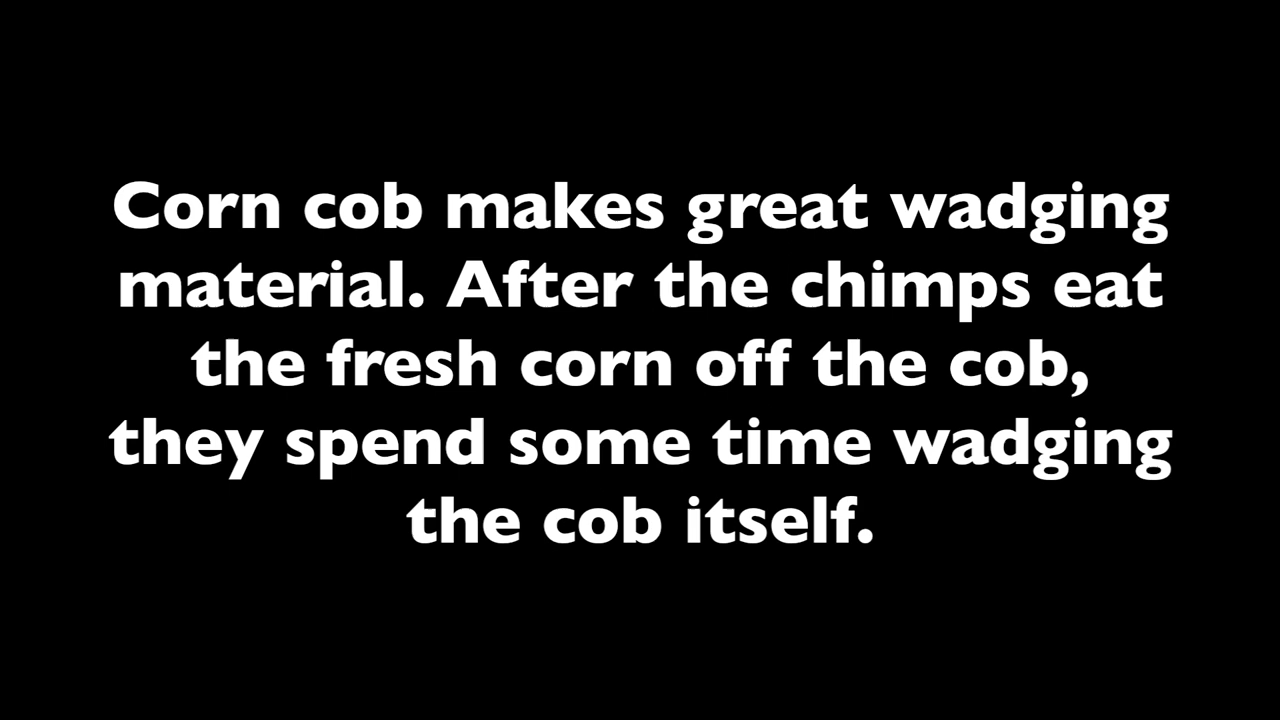 Corn cob makes great wadging
material. After the chimps eat
the fresh corn off the cob,
they spend some time wadging
the cob itself.